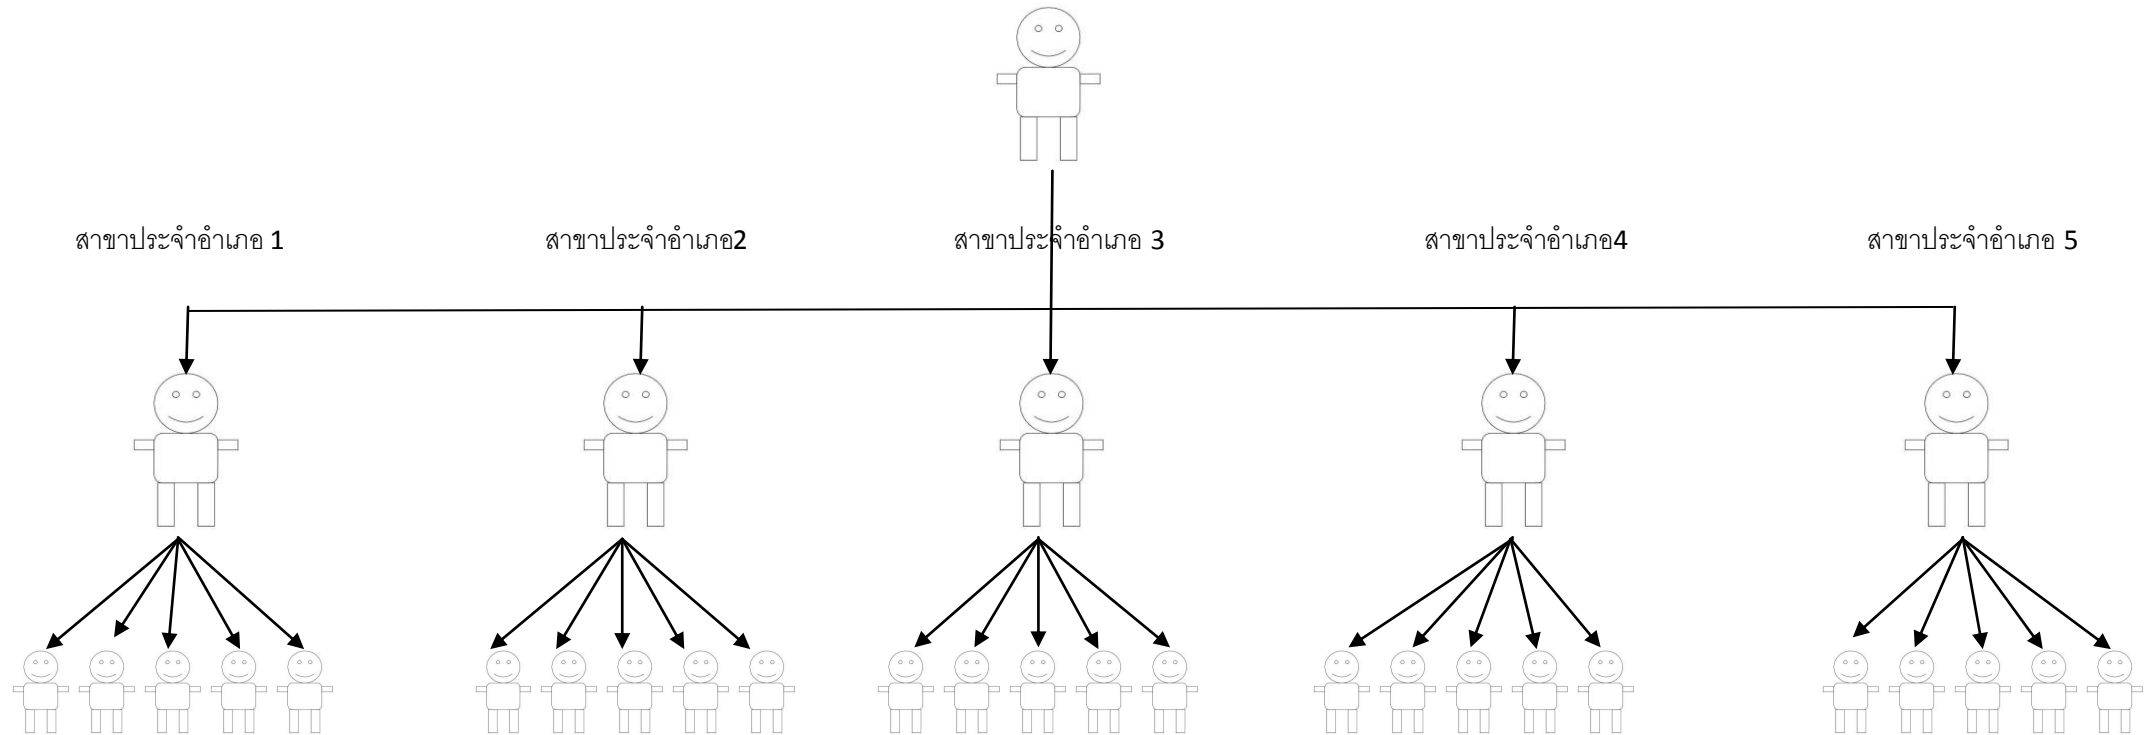 สาขาประจำอำเภอ 1
สาขาประจำอำเภอ2
สาขาประจำอำเภอ 3
สาขาประจำอำเภอ4
สาขาประจำอำเภอ 5